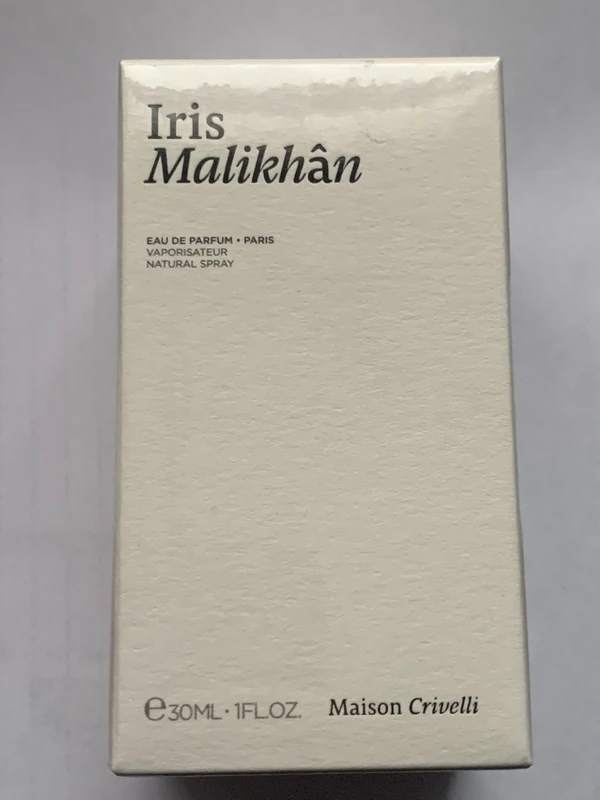 Iris
Malikhân
EAU DE PARFUM • PARIS
VAPORISATEUR
NATURAL SPRAY
℮30ML · 1FL.OZ. Maison Crivelli